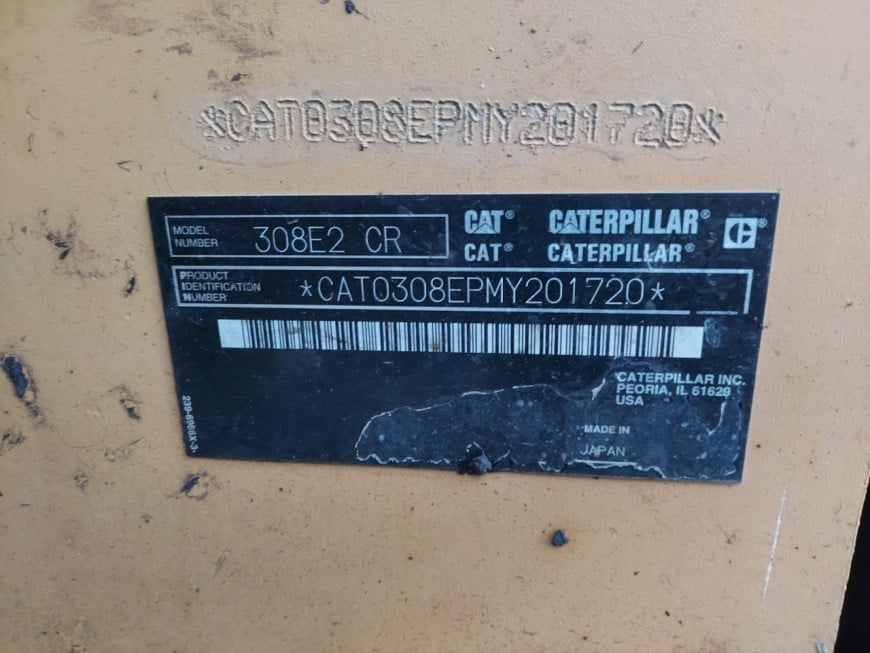 *CAT0308EPMY201720*
MODEL NUMBER 308E2 CR
CAT® CATERPILLAR®
CAT® CATERPILLAR®
PRODUCT IDENTIFICATION NUMBER *CAT0308EPMY201720*
CATERPILLAR INC.
PEORIA, IL 61629
USA
MADE IN
JAPAN